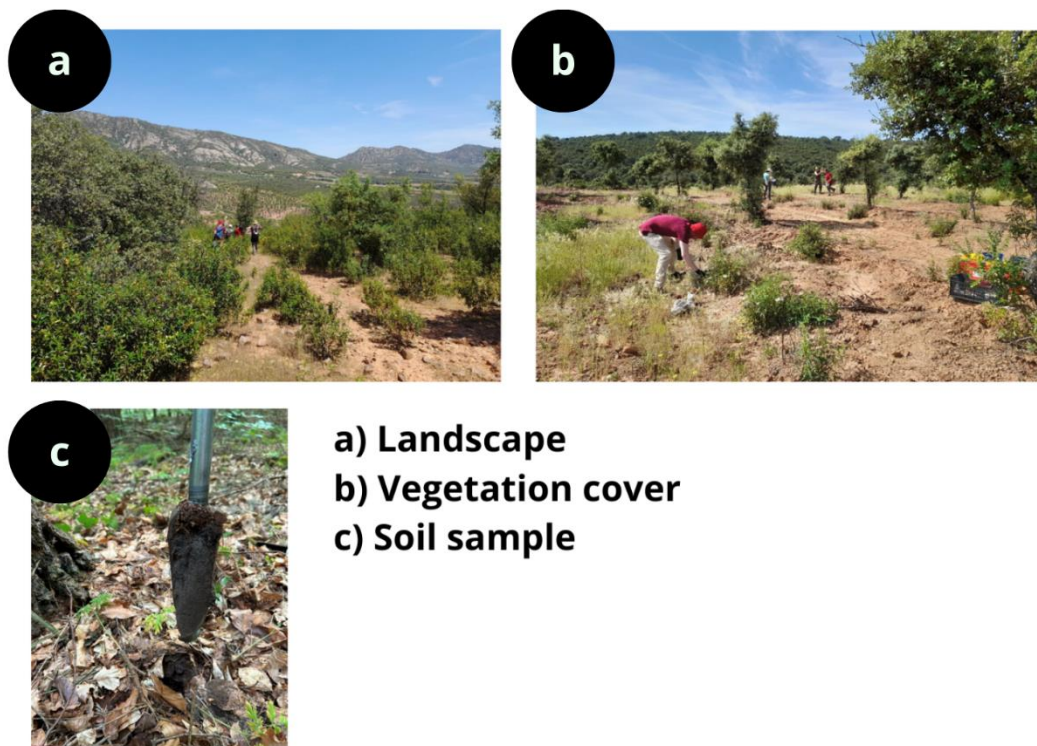 a
b
c
a) Landscape
b) Vegetation cover
c) Soil sample